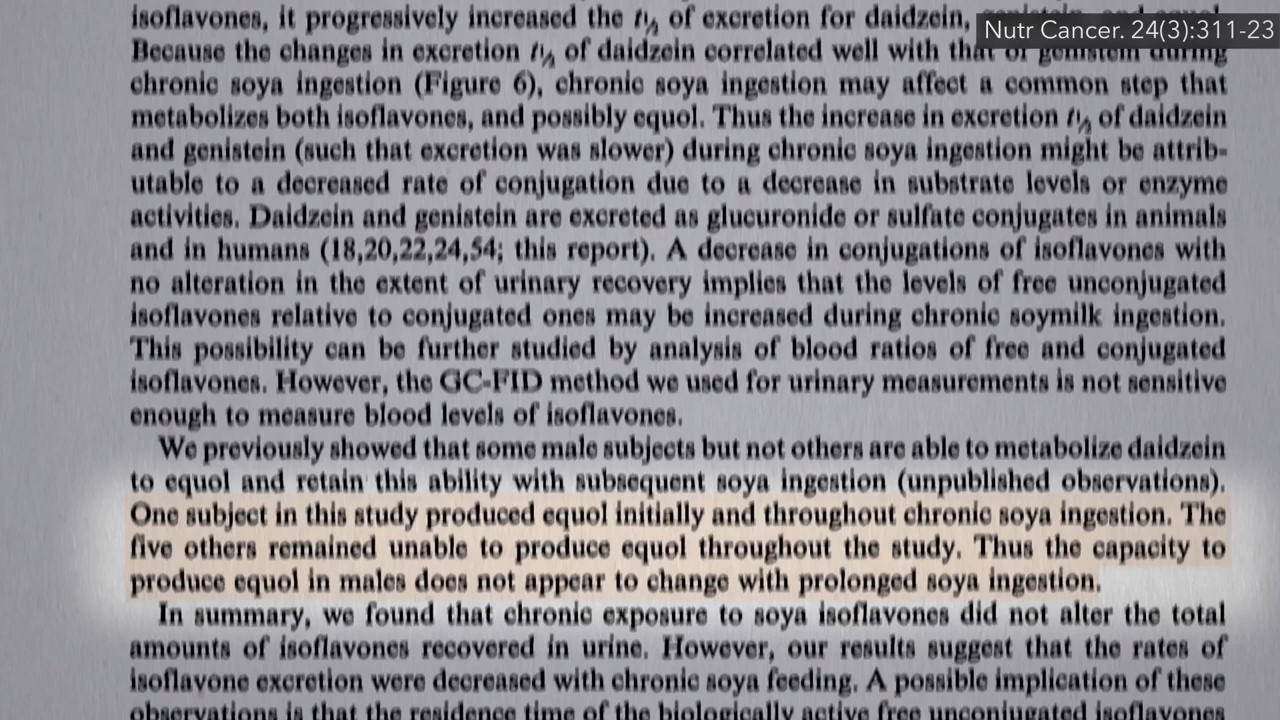 isoflavones, it progressively increased the t½ of excretion for daidzein,
Nutr Cancer. 24(3):311-23
Because the changes in excretion t½ of daidzein correlated well with that of genistein during
chronic soya ingestion (Figure 6), chronic soya ingestion may affect a common step that
metabolizes both isoflavones, and possibly equol. Thus the increase in excretion t½ of daidzein
and genistein (such that excretion was slower) during chronic soya ingestion might be attrib-
utable to a decreased rate of conjugation due to a decrease in substrate levels or enzyme
activities. Daidzein and genistein are excreted as glucuronide or sulfate conjugates in animals
and in humans (18,20,22,24,54; this report). A decrease in conjugations of isoflavones with
no alteration in the extent of urinary recovery implies that the levels of free unconjugated
isoflavones relative to conjugated ones may be increased during chronic soymilk ingestion.
This possibility can be further studied by analysis of blood ratios of free and conjugated
isoflavones. However, the GC-FID method we used for urinary measurements is not sensitive
enough to measure blood levels of isoflavones.
We previously showed that some male subjects but not others are able to metabolize daidzein
to equol and retain this ability with subsequent soya ingestion (unpublished observations).
One subject in this study produced equol initially and throughout chronic soya ingestion. The
five others remained unable to produce equol throughout the study. Thus the capacity to
produce equol in males does not appear to change with prolonged soya ingestion.
In summary, we found that chronic exposure to soya isoflavones did not alter the total
amounts of isoflavones recovered in urine. However, our results suggest that the rates of
isoflavone excretion were decreased with chronic soya feeding. A possible implication of these
observations is that the residence time of the biologically active free unconjugated isoflavones